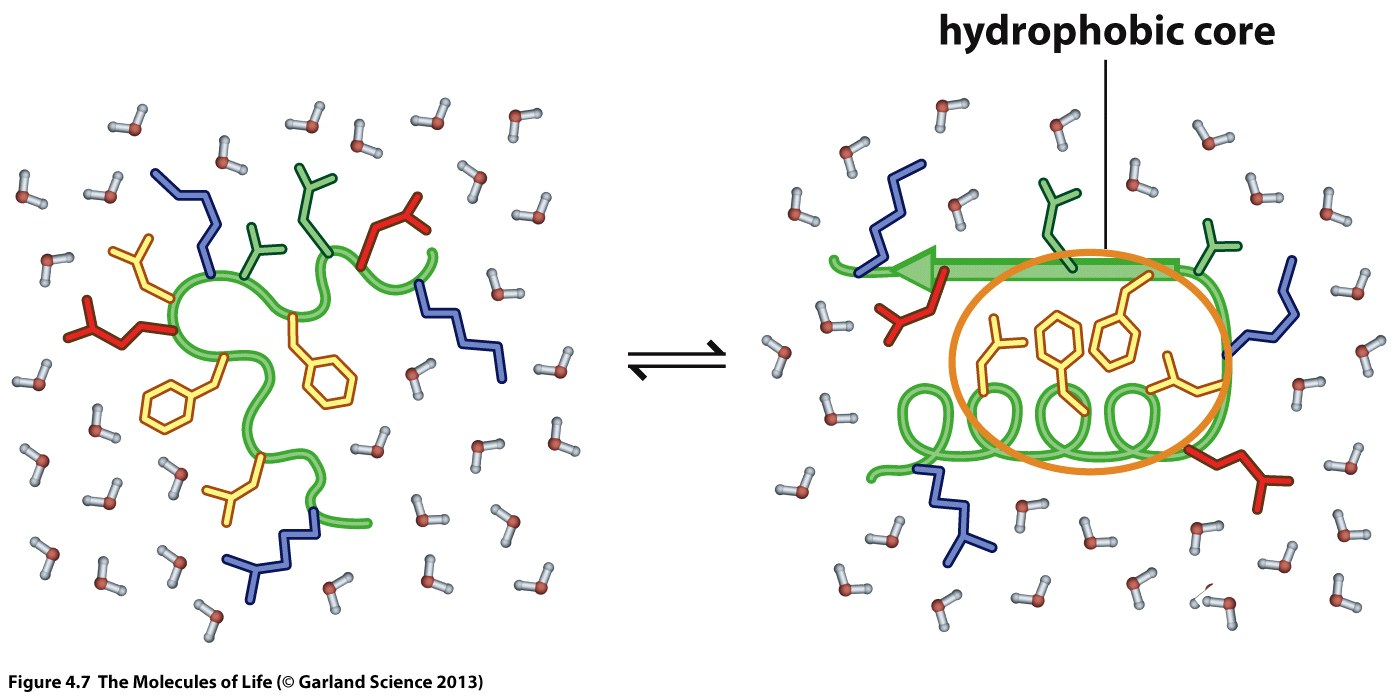 hydrophobic core
Figure 4.7 The Molecules of Life (© Garland Science 2013)